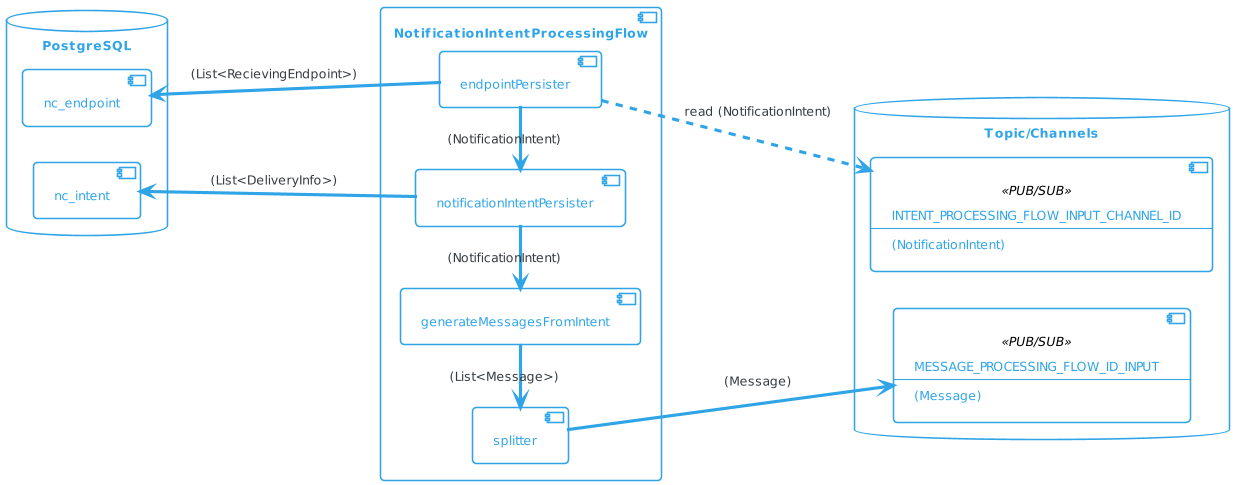 PostgreSQL
nc_endpoint
nc_intent
(List<RecievingEndpoint>)
(List<DeliveryInfo>)
NotificationIntentProcessingFlow
endpointPersister
(NotificationIntent)
notificationIntentPersister
(NotificationIntent)
generateMessagesFromIntent
(List<Message>)
splitter
read (NotificationIntent)
(Message)
Topic/Channels
«PUB/SUB»
INTENT_PROCESSING_FLOW_INPUT_CHANNEL_ID
(NotificationIntent)
«PUB/SUB»
MESSAGE_PROCESSING_FLOW_ID_INPUT
(Message)